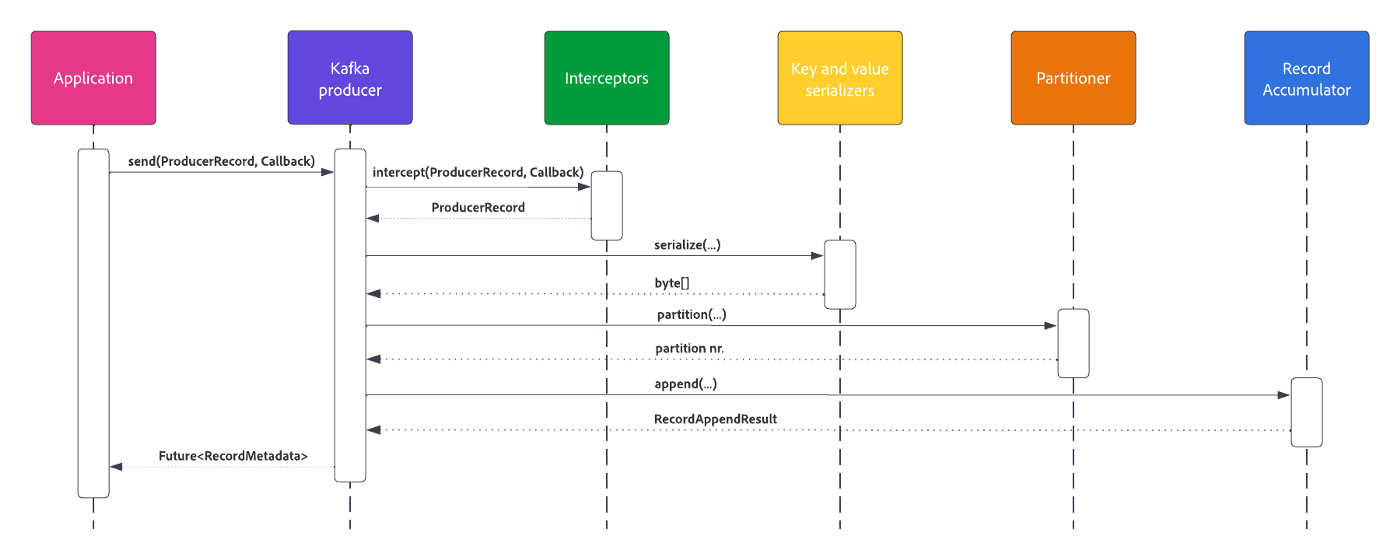 Application
Kafka
producer
Interceptors
Key and value
serializers
Partitioner
Record
Accumulator
send(ProducerRecord, Callback)
intercept(ProducerRecord, Callback)
ProducerRecord
serialize(...)
byte[]
partition(...)
partition nr.
append(...)
RecordAppendResult
Future<RecordMetadata>